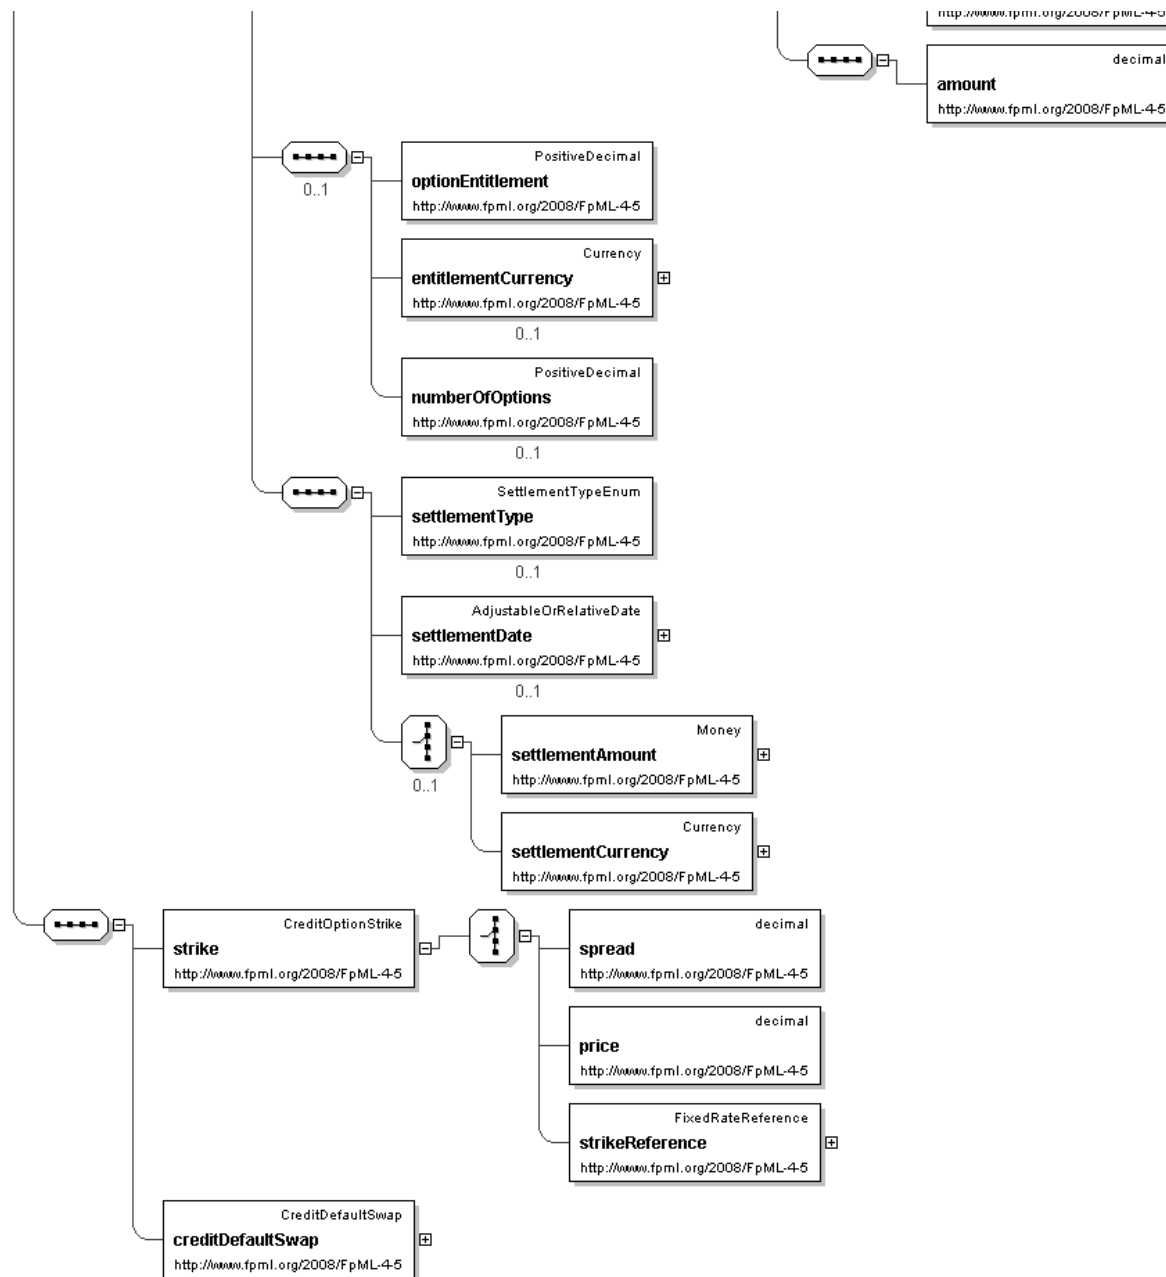 http://www.fpml.org/2008/FpML-4-5
decimal
amount
http://www.fpml.org/2008/FpML-4-5
PositiveDecimal
optionEntitlement
http://www.fpml.org/2008/FpML-4-5
0..1
Currency
entitlementCurrency
http://www.fpml.org/2008/FpML-4-5
0..1
PositiveDecimal
numberOfOptions
http://www.fpml.org/2008/FpML-4-5
0..1
SettlementTypeEnum
settlementType
http://www.fpml.org/2008/FpML-4-5
0..1
AdjustableOrRelativeDate
settlementDate
http://www.fpml.org/2008/FpML-4-5
0..1
Money
settlementAmount
http://www.fpml.org/2008/FpML-4-5
0..1
Currency
settlementCurrency
http://www.fpml.org/2008/FpML-4-5
CreditOptionStrike
strike
http://www.fpml.org/2008/FpML-4-5
decimal
spread
http://www.fpml.org/2008/FpML-4-5
decimal
price
http://www.fpml.org/2008/FpML-4-5
FixedRateReference
strikeReference
http://www.fpml.org/2008/FpML-4-5
CreditDefaultSwap
creditDefaultSwap
http://www.fpml.org/2008/FpML-4-5